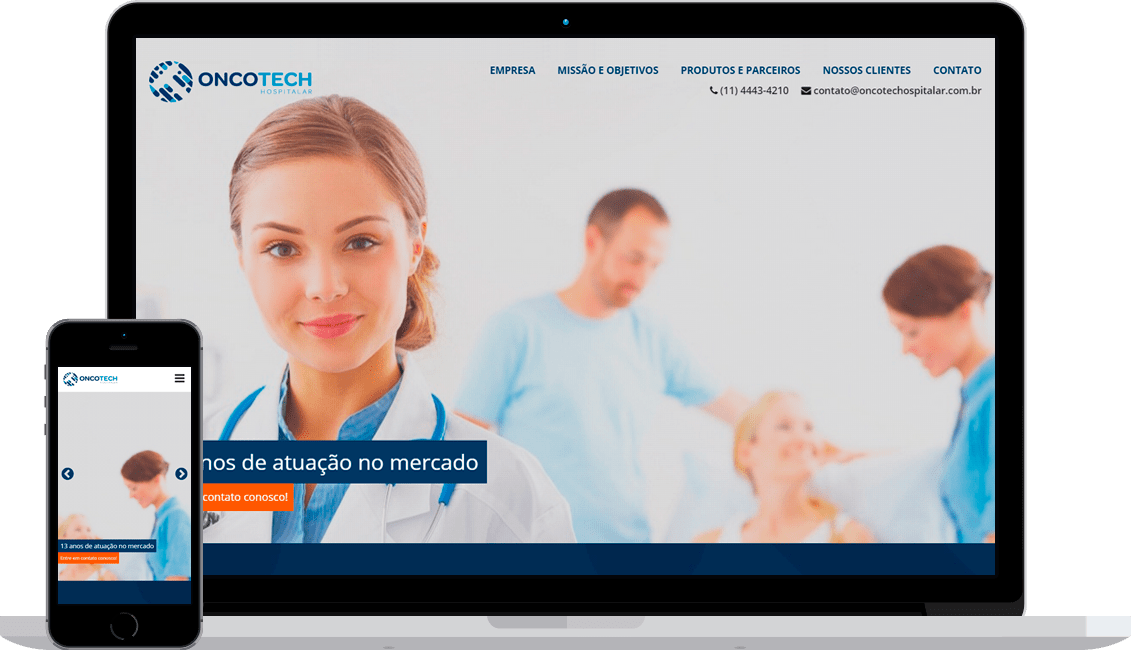 ONCOTECH
HOSPITALAR
EMPRESA MISSÃO E OBJETIVOS PRODUTOS E PARCEIROS NOSSOS CLIENTES CONTATO
(11) 4443-4210 contato@oncotechospitalar.com.br
nos de atuação no mercado
contato conosco!
ONCOTECH
13 anos de atuação no mercado
Entre em contato conosco!